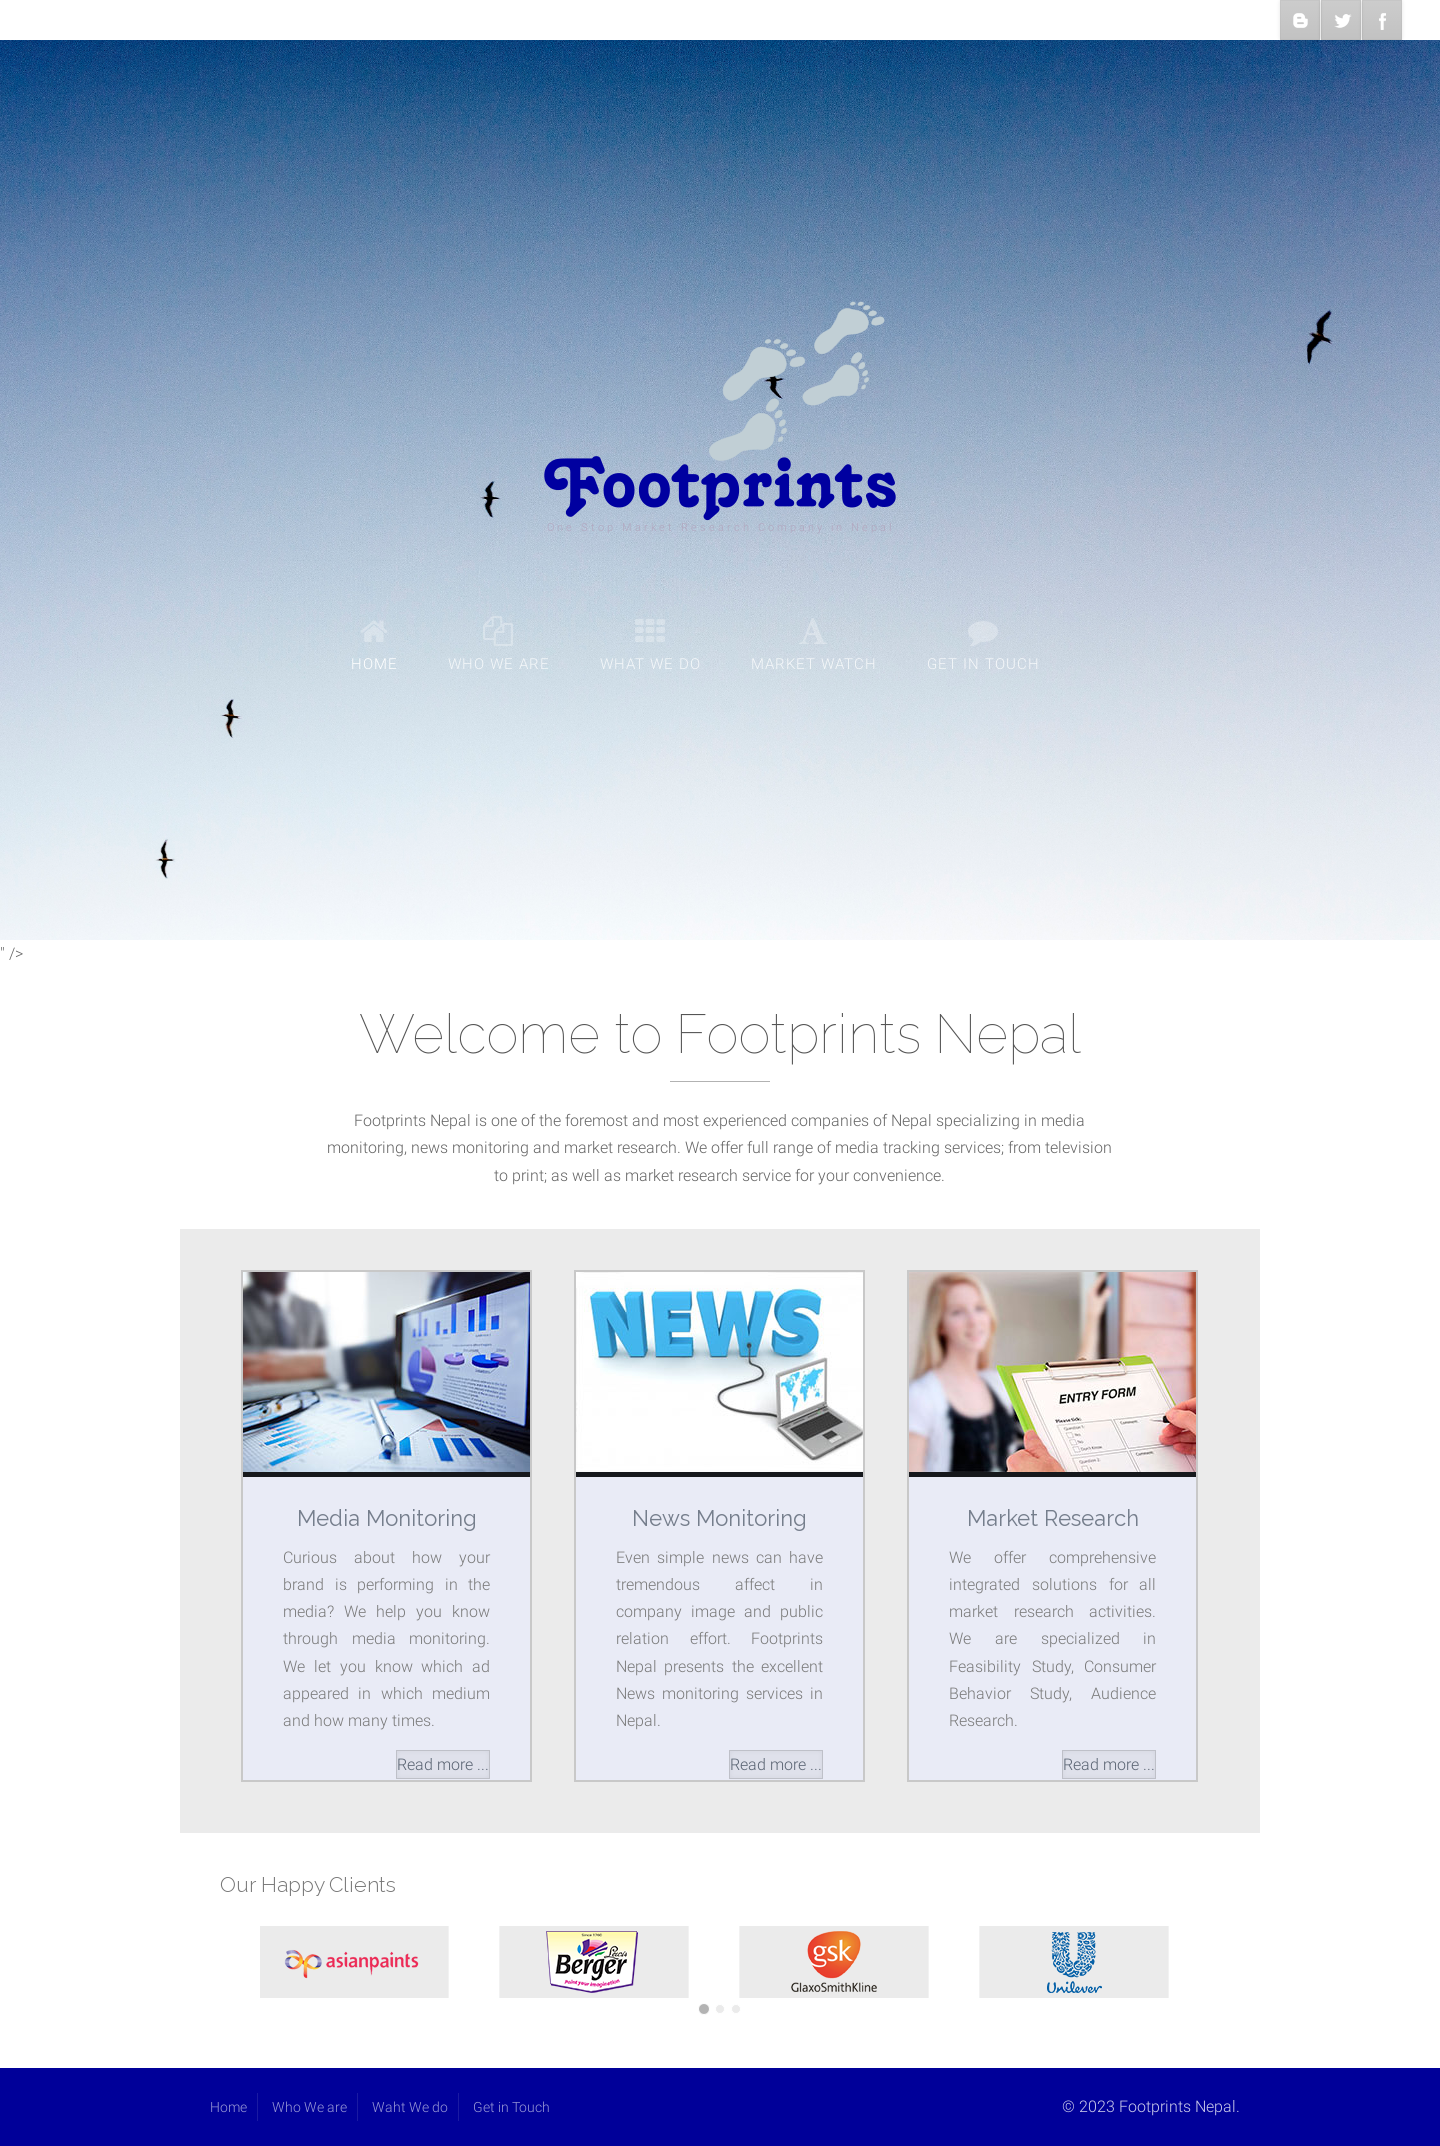 Footprints
One Stop Market Research Company in Nepal
HOME WHO WE ARE WHAT WE DO MARKET WATCH GET IN TOUCH
" />
Welcome to Footprints Nepal
Footprints Nepal is one of the foremost and most experienced companies of Nepal specializing in media
monitoring, news monitoring and market research. We offer full range of media tracking services; from television
to print; as well as market research service for your convenience.
NEWS
ENTRY FORM
Please tick:
Media Monitoring
Curious about how your
brand is performing in the
media? We help you know
through media monitoring.
We let you know which ad
appeared in which medium
and how many times.
Read more ...
News Monitoring
Even simple news can have
tremendous affect in
company image and public
relation effort. Footprints
Nepal presents the excellent
News monitoring services in
Nepal.
Read more ...
Market Research
We offer comprehensive
integrated solutions for all
market research activities.
We are specialized in
Feasibility Study, Consumer
Behavior Study, Audience
Research.
Read more ...
Our Happy Clients
ap asianpaints
Lewis
Berger
Paint your imagination
gsk
GlaxoSmithKline
Unilever
Home Who We are Waht We do Get in Touch
© 2023 Footprints Nepal.